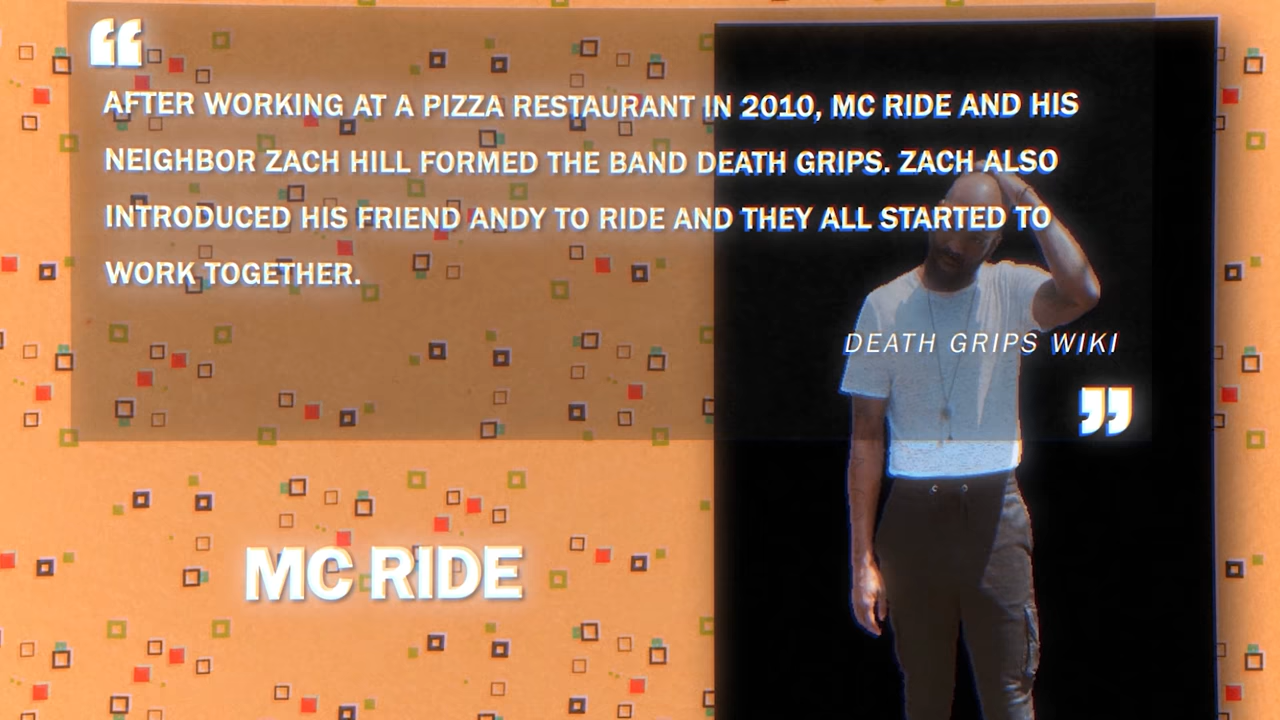 “
AFTER WORKING AT A PIZZA RESTAURANT IN 2010, MC RIDE AND HIS
NEIGHBOR ZACH HILL FORMED THE BAND DEATH GRIPS. ZACH ALSO
INTRODUCED HIS FRIEND ANDY TO RIDE AND THEY ALL STARTED TO
WORK TOGETHER.
DEATH GRIPS WIKI
”
MC RIDE